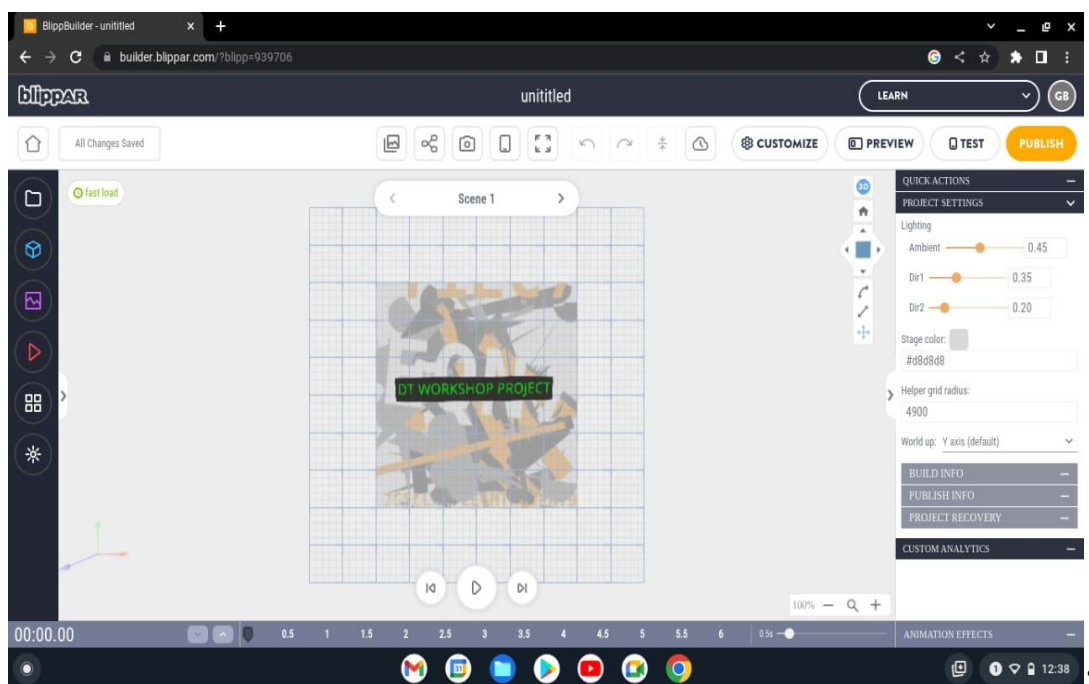 BlippBuilder - unititled
builder.blippar.com/?blipp=939706
blippAR
unititled
LEARN
GB
All Changes Saved
CUSTOMIZE
PREVIEW
TEST
PUBLISH
fast load
Scene 1
3D
QUICK ACTIONS
PROJECT SETTINGS
Lighting
Ambient 0.45
Dir1 0.35
Dir2 0.20
Stage color:
#d8d8d8
Helper grid radius:
4900
World up: Y axis (default)
BUILD INFO
PUBLISH INFO
PROJECT RECOVERY
CUSTOM ANALYTICS
DT WORKSHOP PROJECT
100%
00:00.00
0.5 1 1.5 2 2.5 3 3.5 4 4.5 5 5.5 6
0.5s
ANIMATION EFFECTS
31
1
12:38